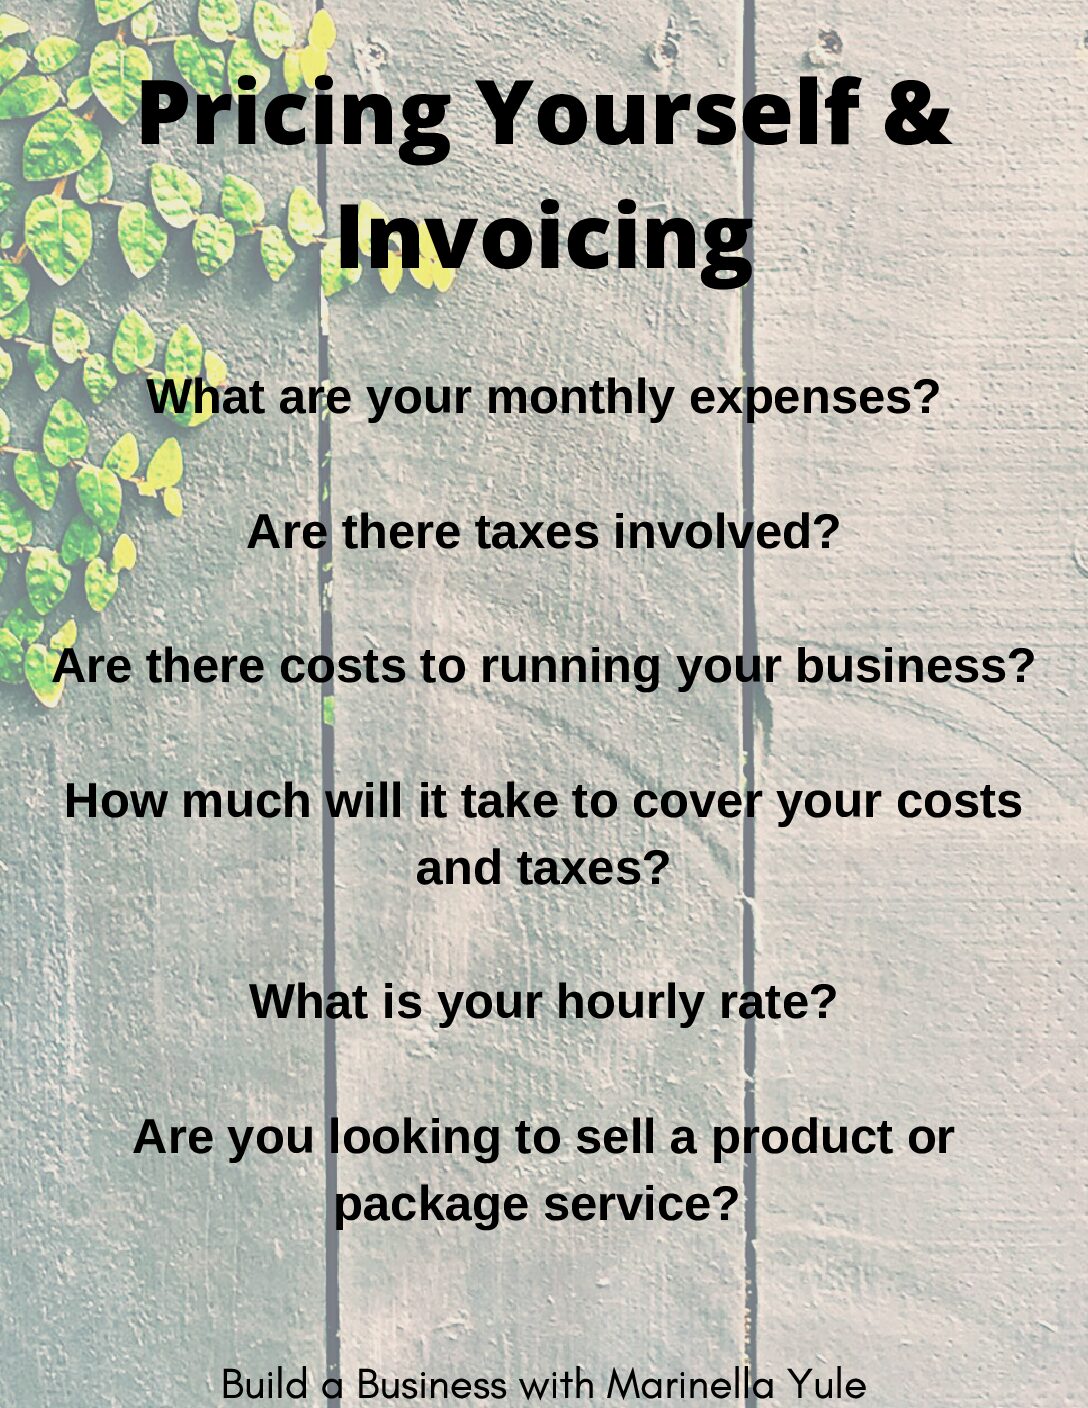 Pricing Yourself &
Invoicing
What are your monthly expenses?
Are there taxes involved?
Are there costs to running your business?
How much will it take to cover your costs
and taxes?
What is your hourly rate?
Are you looking to sell a product or
package service?
Build a Business with Marinella Yule